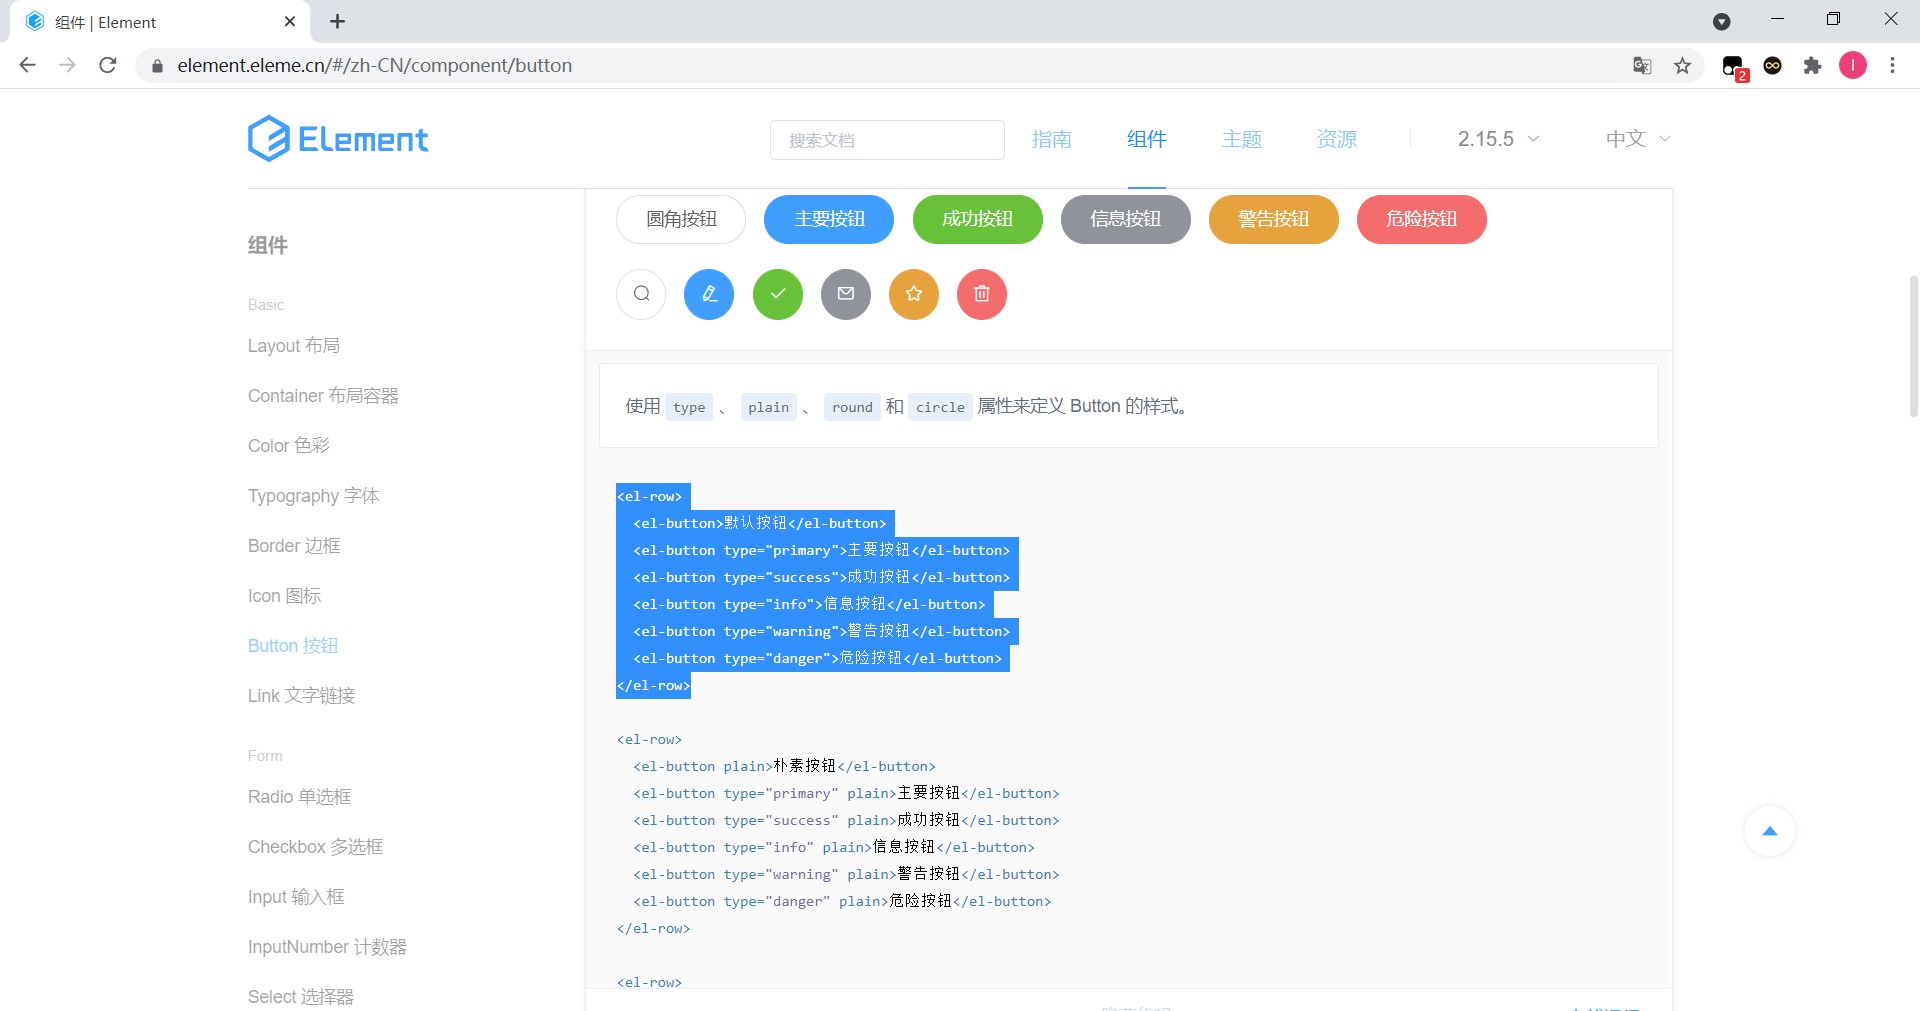 组件 | Element
element.eleme.cn/#/zh-CN/component/button
2
I
Element
搜索文档
指南
组件
主题
资源
2.15.5
中文
组件
Basic
Layout 布局
Container 布局容器
Color 色彩
Typography 字体
Border 边框
Icon 图标
Button 按钮
Link 文字链接
Form
Radio 单选框
Checkbox 多选框
Input 输入框
InputNumber 计数器
Select 选择器
圆角按钮
主要按钮
成功按钮
信息按钮
警告按钮
危险按钮
使用 type 、 plain 、 round 和 circle 属性来定义 Button 的样式。
<el-row>
  <el-button>默认按钮</el-button>
  <el-button type="primary">主要按钮</el-button>
  <el-button type="success">成功按钮</el-button>
  <el-button type="info">信息按钮</el-button>
  <el-button type="warning">警告按钮</el-button>
  <el-button type="danger">危险按钮</el-button>
</el-row>
<el-row>
  <el-button plain>朴素按钮</el-button>
  <el-button type="primary" plain>主要按钮</el-button>
  <el-button type="success" plain>成功按钮</el-button>
  <el-button type="info" plain>信息按钮</el-button>
  <el-button type="warning" plain>警告按钮</el-button>
  <el-button type="danger" plain>危险按钮</el-button>
</el-row>
<el-row>